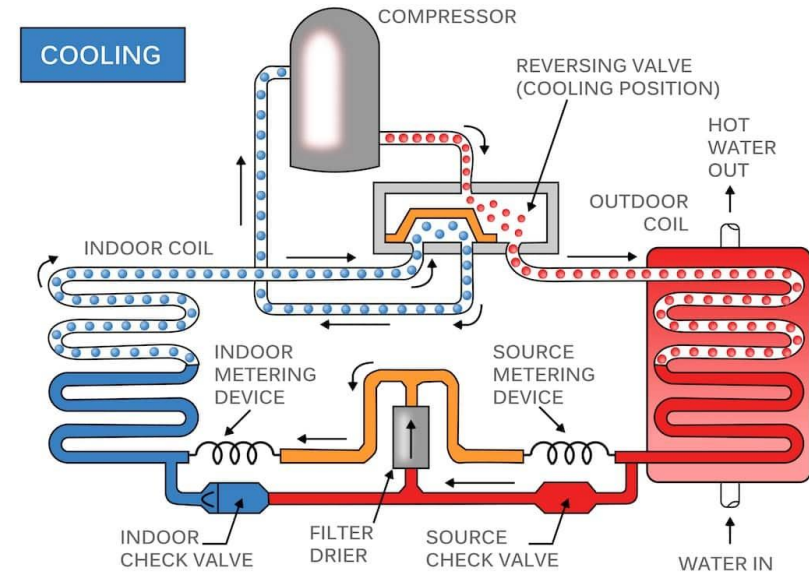 COMPRESSOR
COOLING
REVERSING VALVE
(COOLING POSITION)
HOT
WATER
OUT
OUTDOOR
COIL
INDOOR COIL
INDOOR
METERING
DEVICE
SOURCE
METERING
DEVICE
INDOOR
CHECK VALVE
FILTER
DRIER
SOURCE
CHECK VALVE
WATER IN